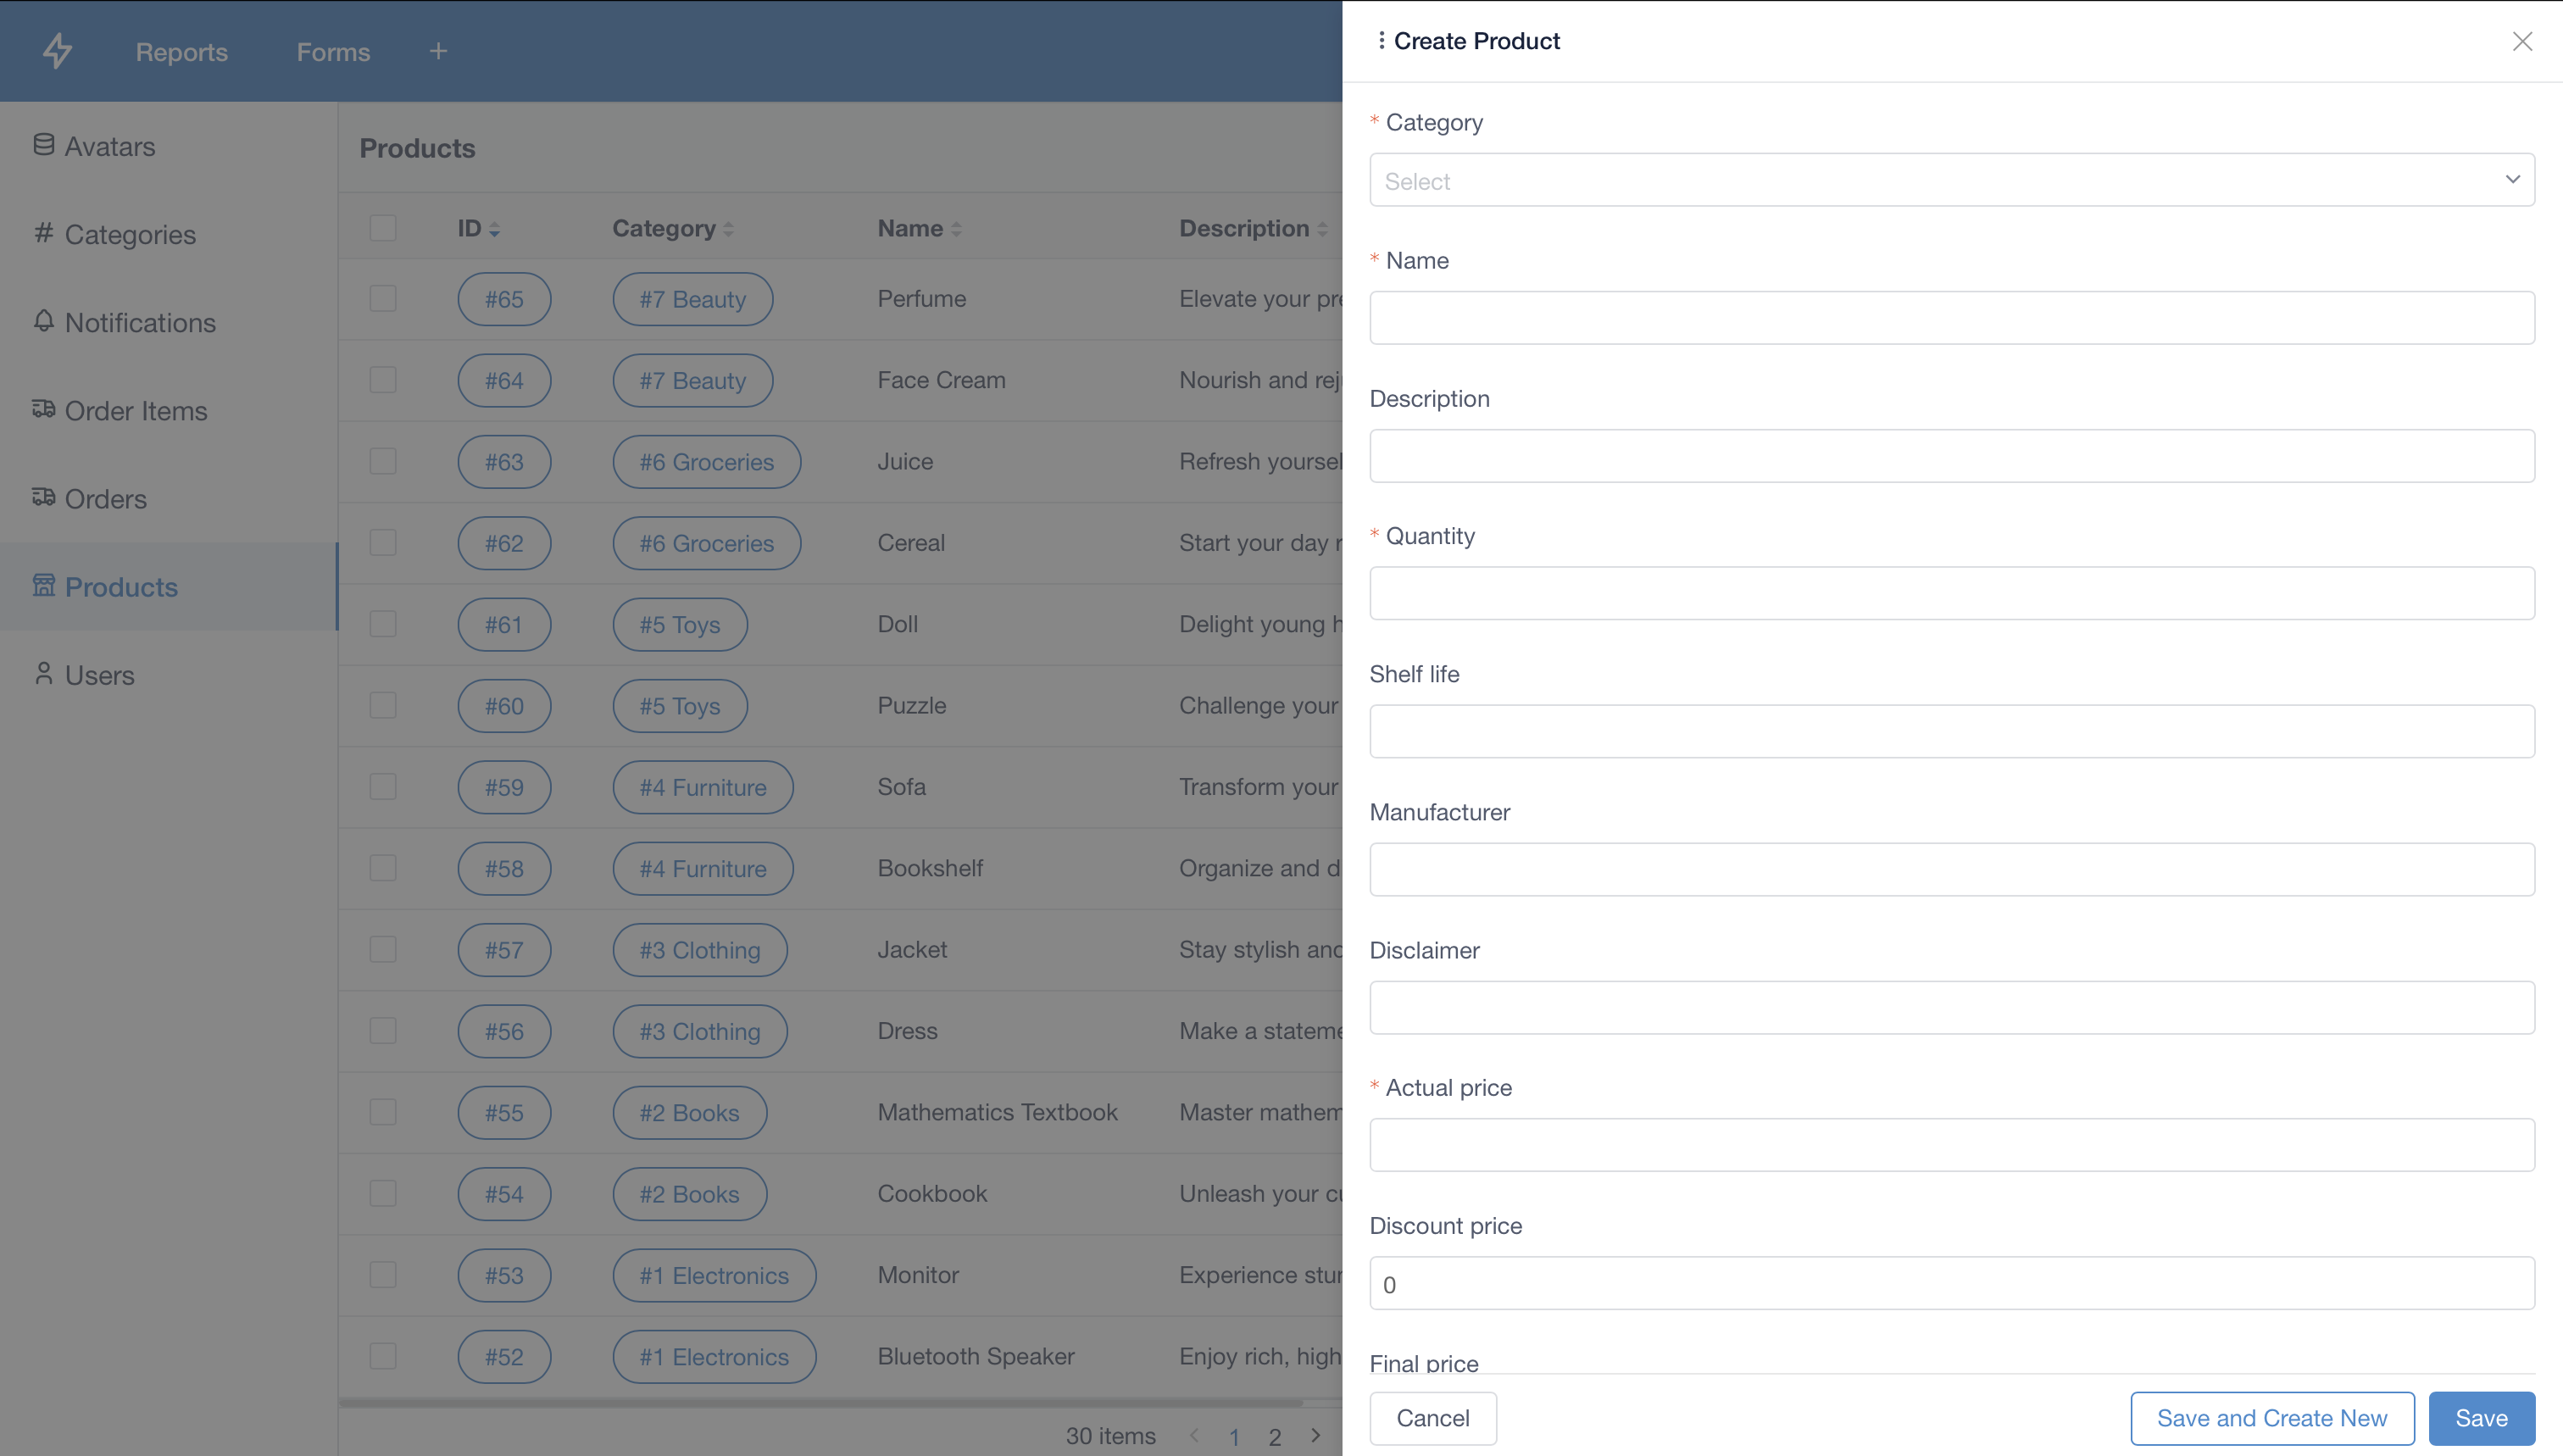 Reports Forms +
Avatars
Categories
Notifications
Order Items
Orders
Products
Users
Products
ID Category Name Description
#65 #7 Beauty Perfume Elevate your pre
#64 #7 Beauty Face Cream Nourish and rej
#63 #6 Groceries Juice Refresh yoursel
#62 #6 Groceries Cereal Start your day r
#61 #5 Toys Doll Delight young h
#60 #5 Toys Puzzle Challenge your
#59 #4 Furniture Sofa Transform your
#58 #4 Furniture Bookshelf Organize and d
#57 #3 Clothing Jacket Stay stylish and
#56 #3 Clothing Dress Make a stateme
#55 #2 Books Mathematics Textbook Master mathem
#54 #2 Books Cookbook Unleash your cu
#53 #1 Electronics Monitor Experience stun
#52 #1 Electronics Bluetooth Speaker Enjoy rich, high
30 items 1 2
Create Product
* Category
Select
* Name
Description
* Quantity
Shelf life
Manufacturer
Disclaimer
* Actual price
Discount price
0
Final price
Cancel Save and Create New Save